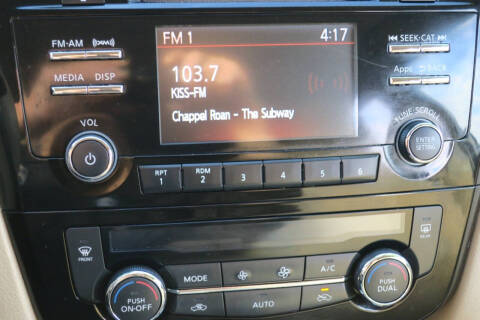 FM 1 4:17
FM·AM SEEK·CAT
MEDIA DISP Apps BACK
103.7
KISS-FM
Chappel Roan - The Subway
VOL TUNE SCROLL
ENTER
SETTING
RPT 1 RDM 2 3 4 5 6
FRONT REAR
MODE A/C
PUSH ON·OFF AUTO PUSH DUAL